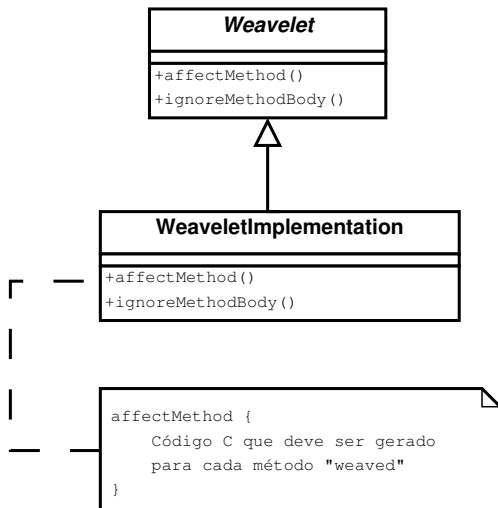 Weavelet
+affectMethod()
+ignoreMethodBody()
WeaveletImplementation
+affectMethod()
+ignoreMethodBody()
affectMethod {
Código C que deve ser gerado
para cada método "weaved"
}